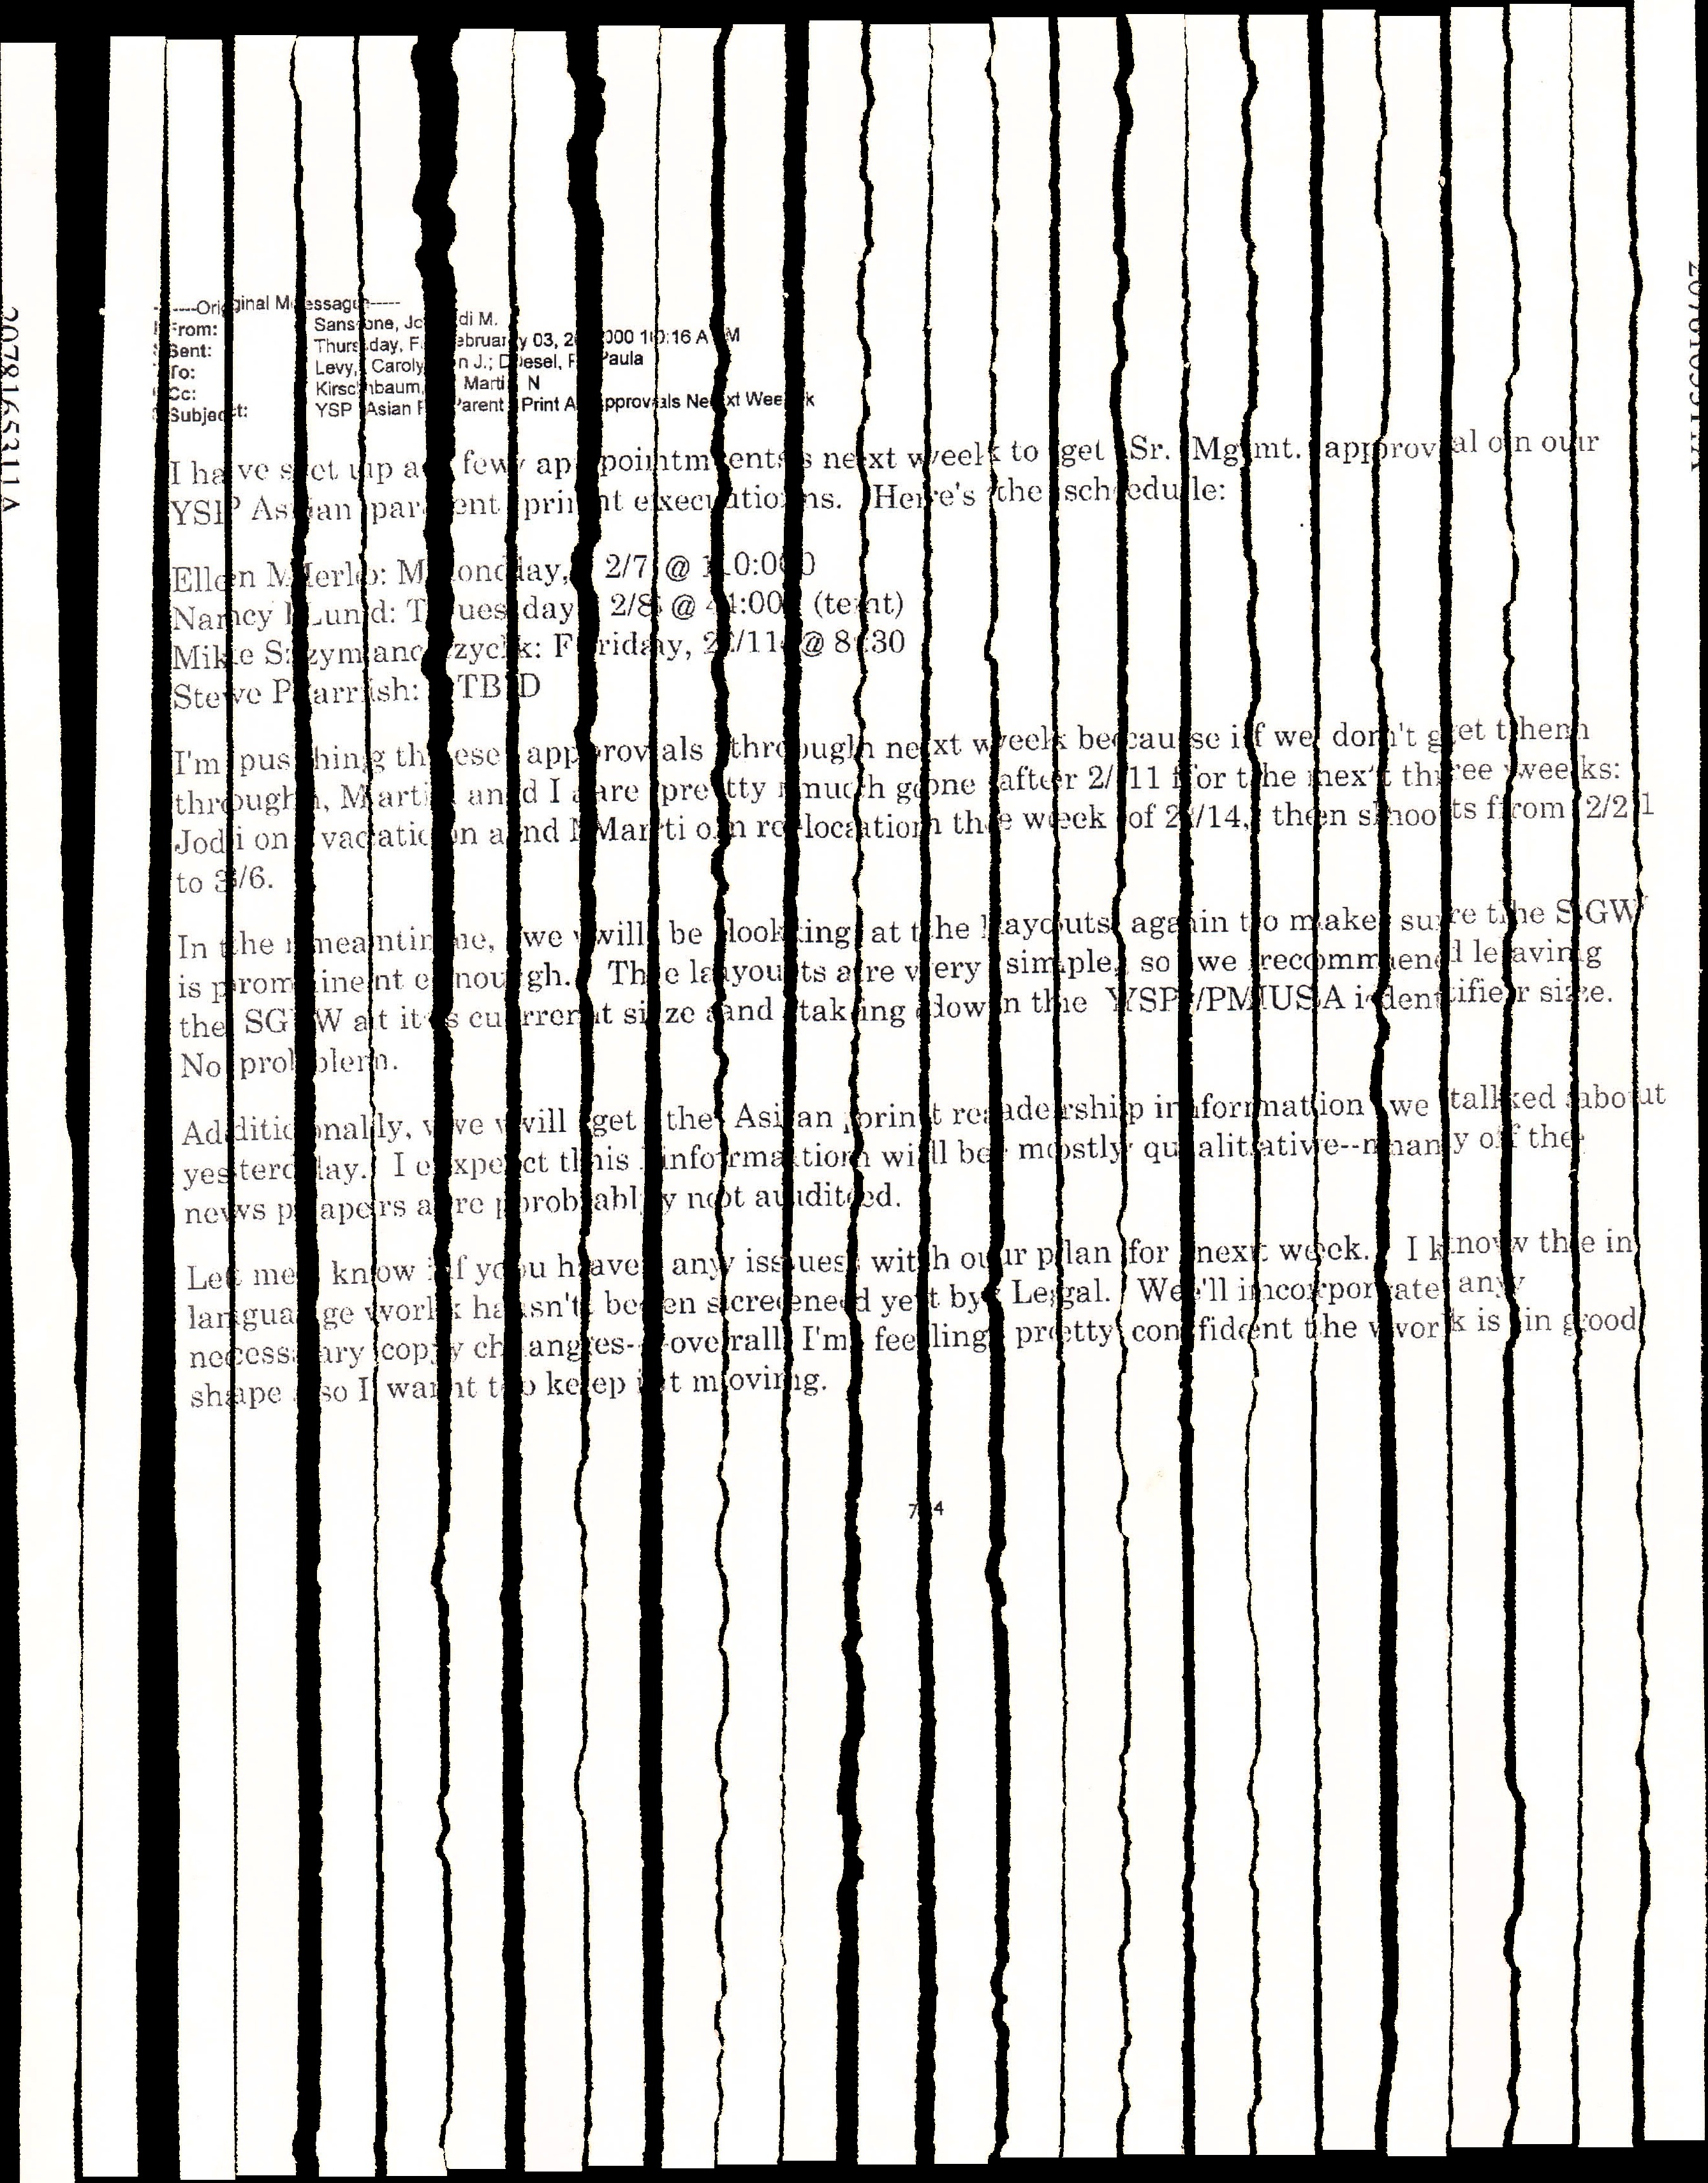 -----Original Message-----
From: Sansone, Jodi M.
Sent: Thursday, February 03, 2000 10:16 AM
To: Levy, Carolyn J.; Desel, Paula
Cc: Kirschbaum, Marti N
Subject: YSP Asian Parent Print Approvals Next Week
I have set up a few appointments next week to get Sr. Mgmt. approval on our
YSP Asian parent print executions. Here's the schedule:
Ellen Merlo: Monday, 2/7 @ 10:00
Nancy Lund: Tuesday 2/8 @ 4:00 (tent)
Mike Szymanczyk: Friday, 2/11 @ 8:30
Steve Parrish: TBD
I'm pushing these approvals through next week because if we don't get them
through, Marti and I are pretty much gone after 2/11 for the next three weeks:
Jodi on vacation and Marti on relocation the week of 2/14, then shoots from 2/21
to 3/6.
In the meantime, we will be looking at the layouts again to make sure the SGW
is prominent enough. The layouts are very simple, so we recommend leaving
the SGW at its current size and taking down the YSP/PMUSA identifier size.
No problem.
Additionally, we will get the Asian print readership information we talked about
yesterday. I expect this information will be mostly qualitative--many of the
news papers are probably not audited.
Let me know if you have any issues with our plan for next week. I know the in
language work hasn't been screened yet by Legal. We'll incorporate any
necessary copy changes--overall I'm feeling pretty confident the work is in good
shape so I want to keep it moving.
2078165311A